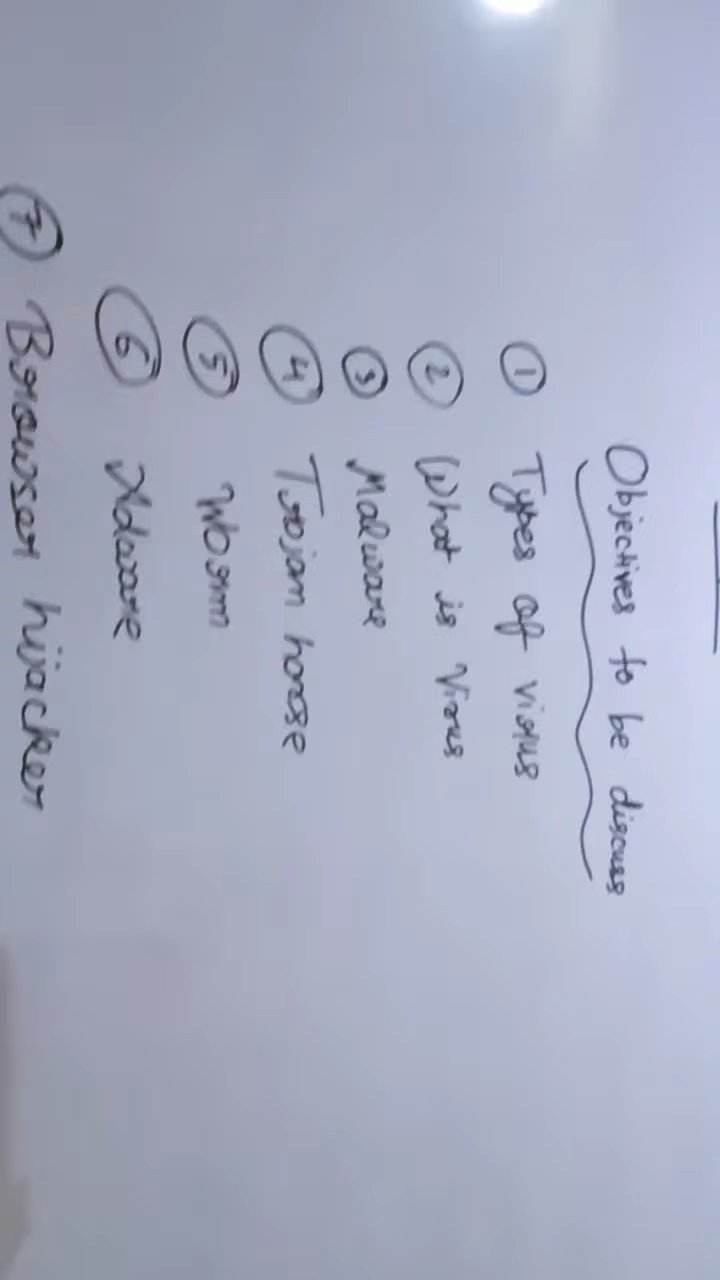 Objectives to be discuss
① Types of virus
② What is Virus
③ Malware
④ Trojan horse
⑤ Worm
⑥ Adware
⑦ Browser hijacker